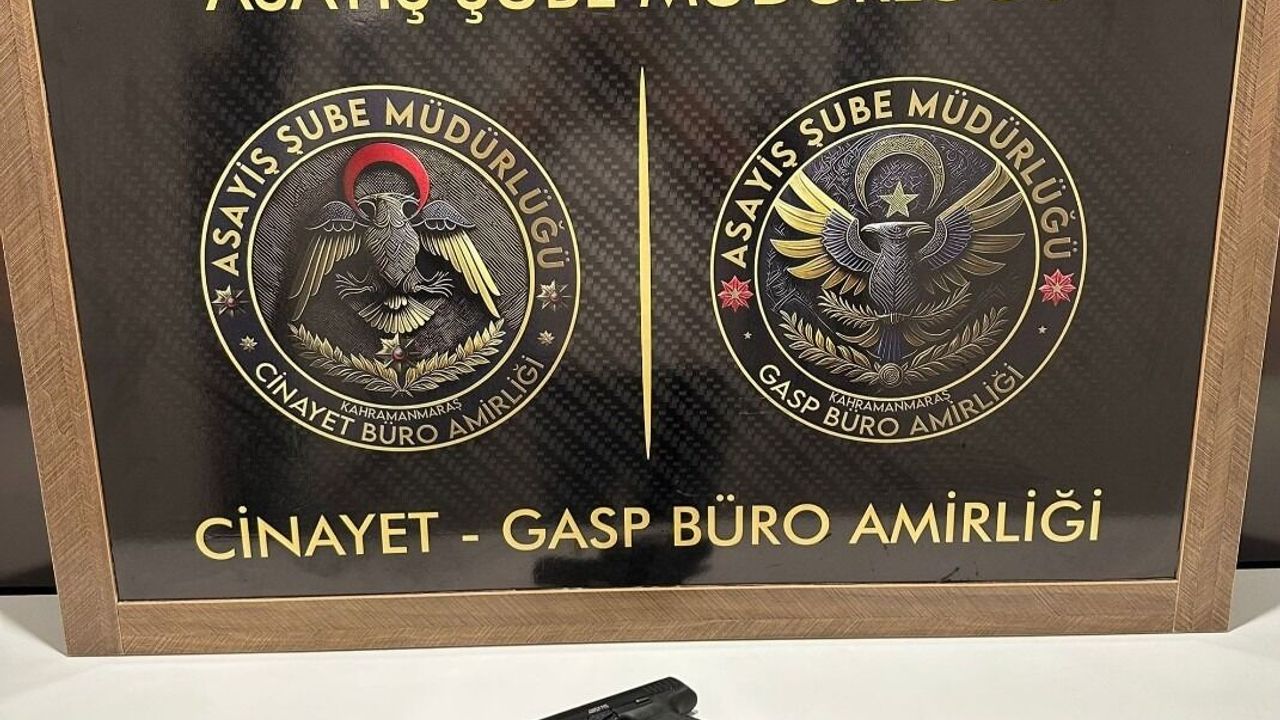 ASAYİŞ ŞUBE MÜDÜRLÜĞÜ
ASAYİŞ ŞUBE MÜDÜRLÜĞÜ
KAHRAMANMARAŞ
CİNAYET BÜRO AMİRLİĞİ
ASAYİŞ ŞUBE MÜDÜRLÜĞÜ
KAHRAMANMARAŞ
GASP BÜRO AMİRLİĞİ
CİNAYET - GASP BÜRO AMİRLİĞİ